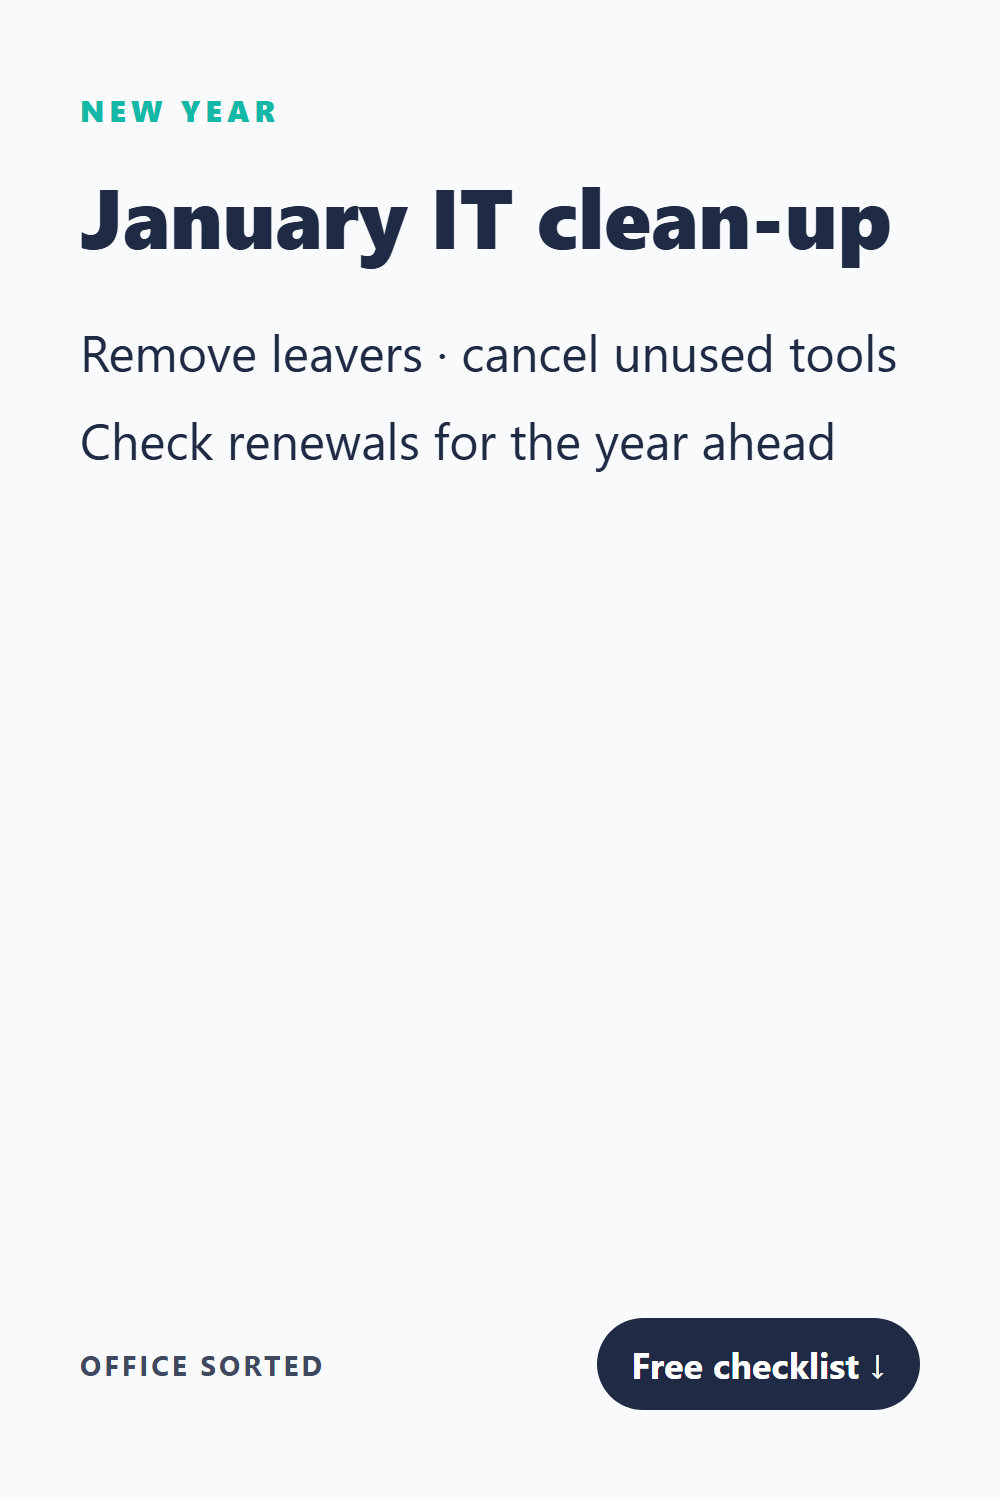 NEW YEAR
January IT clean-up
Remove leavers · cancel unused tools
Check renewals for the year ahead
OFFICE SORTED
Free checklist ↓